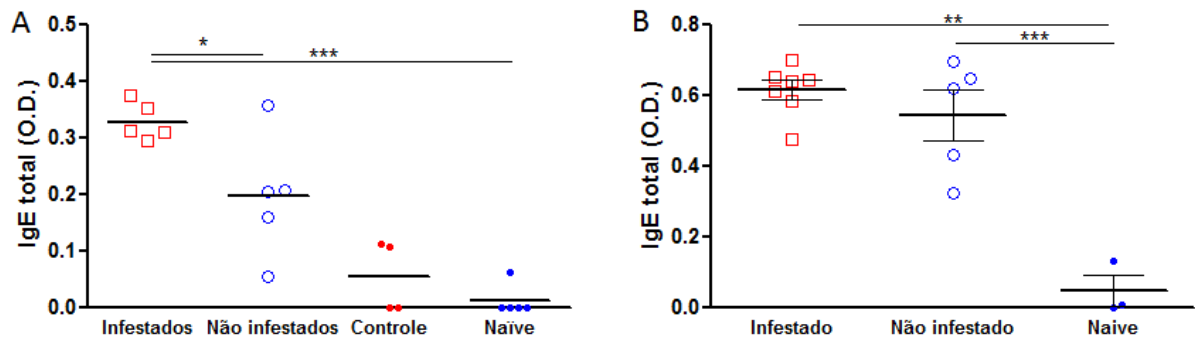 A
IgE total (O.D.)
0.5
0.4
0.3
0.2
0.1
0.0
*
***
Infestados Não infestados Controle Naïve
B
IgE total (O.D.)
0.8
0.6
0.4
0.2
0.0
**
***
Infestado Não infestado Naive